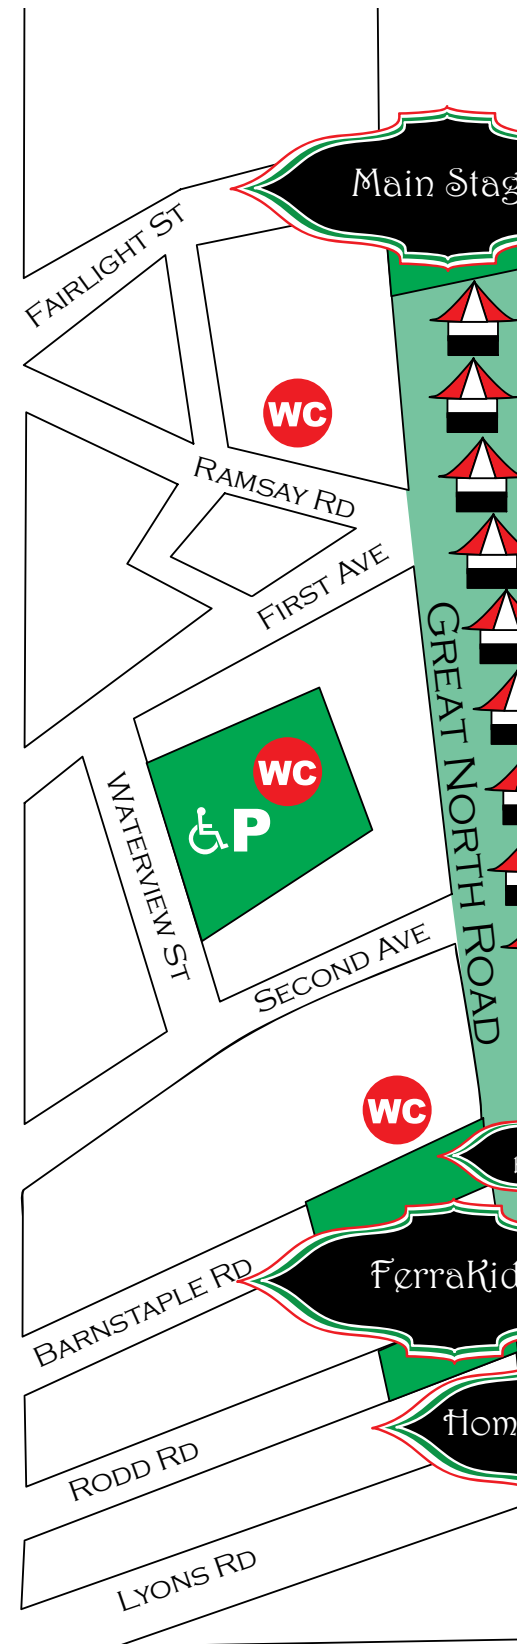 Main Stag
FAIRLIGHT ST
WC
RAMSAY RD
FIRST AVE
GREAT NORTH ROAD
WC
P
WATERVIEW ST
SECOND AVE
WC
FerraKid
BARNSTAPLE RD
Hom
RODD RD
LYONS RD